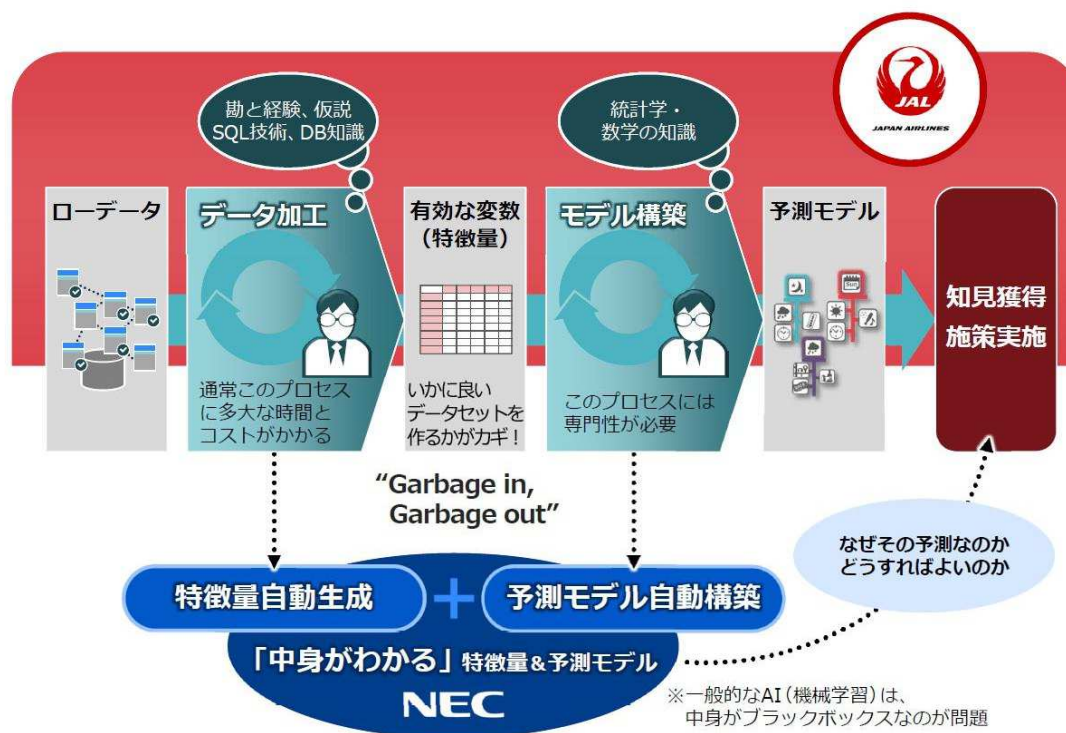 JAL
JAPAN AIRLINES
勘と経験、仮説
SQL技術、DB知識
統計学・
数学の知識
ローデータ
データ加工
有効な変数
（特徴量）
モデル構築
予測モデル
知見獲得
施策実施
通常このプロセス
に多大な時間と
コストがかかる
いかに良い
データセットを
作るかがカギ！
このプロセスには
専門性が必要
Sun
“Garbage in,
Garbage out”
なぜその予測なのか
どうすればよいのか
特徴量自動生成
+
予測モデル自動構築
「中身がわかる」特徴量&予測モデル
NEC
※一般的なAI（機械学習）は、
中身がブラックボックスなのが問題